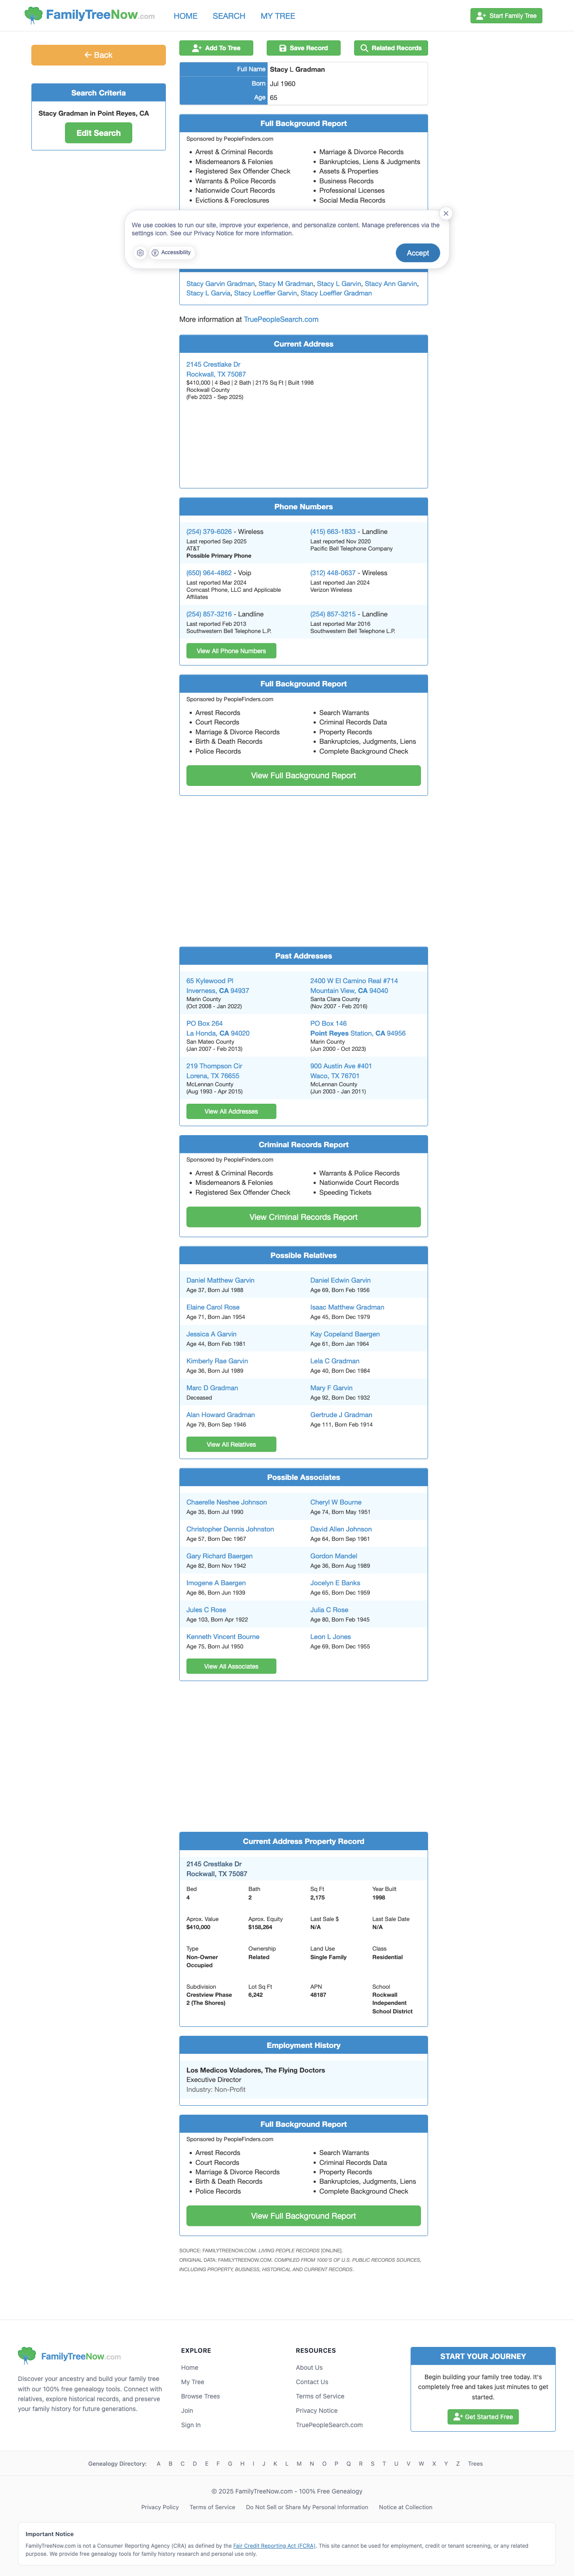 FamilyTreeNow.com
HOME
SEARCH
MY TREE
Start Family Tree
← Back
Search Criteria
Stacy Gradman in Point Reyes, CA
Edit Search
Add To Tree
Save Record
Related Records
Full Name Stacy L Gradman
Born Jul 1960
Age 65
Full Background Report
Sponsored by PeopleFinders.com
• Arrest & Criminal Records
• Misdemeanors & Felonies
• Registered Sex Offender Check
• Warrants & Police Records
• Nationwide Court Records
• Evictions & Foreclosures
• Marriage & Divorce Records
• Bankruptcies, Liens & Judgments
• Assets & Properties
• Business Records
• Professional Licenses
• Social Media Records
We use cookies to run our site, improve your experience, and personalize content. Manage preferences via the
settings icon. See our Privacy Notice for more information.
Accessibility
Accept
Stacy Garvin Gradman, Stacy M Gradman, Stacy L Garvin, Stacy Ann Garvin,
Stacy L Garvia, Stacy Loeffler Garvin, Stacy Loeffler Gradman
More information at TruePeopleSearch.com
Current Address
2145 Crestlake Dr
Rockwall, TX 75087
$410,000 | 4 Bed | 2 Bath | 2175 Sq Ft | Built 1998
Rockwall County
(Feb 2023 - Sep 2025)
Phone Numbers
(254) 379-6026 - Wireless
Last reported Sep 2025
AT&T
Possible Primary Phone
(415) 663-1833 - Landline
Last reported Nov 2020
Pacific Bell Telephone Company
(650) 964-4862 - Voip
Last reported Mar 2024
Comcast Phone, LLC and Applicable
Affiliates
(312) 448-0637 - Wireless
Last reported Jan 2024
Verizon Wireless
(254) 857-3216 - Landline
Last reported Feb 2013
Southwestern Bell Telephone L.P.
(254) 857-3215 - Landline
Last reported Mar 2016
Southwestern Bell Telephone L.P.
View All Phone Numbers
Full Background Report
Sponsored by PeopleFinders.com
• Arrest Records
• Court Records
• Marriage & Divorce Records
• Birth & Death Records
• Police Records
• Search Warrants
• Criminal Records Data
• Property Records
• Bankruptcies, Judgments, Liens
• Complete Background Check
View Full Background Report
Past Addresses
65 Kylewood Pl
Inverness, CA 94937
Marin County
(Oct 2008 - Jan 2022)
2400 W El Camino Real #714
Mountain View, CA 94040
Santa Clara County
(Nov 2007 - Feb 2016)
PO Box 264
La Honda, CA 94020
San Mateo County
(Jan 2007 - Feb 2013)
PO Box 146
Point Reyes Station, CA 94956
Marin County
(Jun 2000 - Oct 2023)
219 Thompson Cir
Lorena, TX 76655
McLennan County
(Aug 1993 - Apr 2015)
900 Austin Ave #401
Waco, TX 76701
McLennan County
(Jun 2003 - Jan 2011)
View All Addresses
Criminal Records Report
Sponsored by PeopleFinders.com
• Arrest & Criminal Records
• Misdemeanors & Felonies
• Registered Sex Offender Check
• Warrants & Police Records
• Nationwide Court Records
• Speeding Tickets
View Criminal Records Report
Possible Relatives
Daniel Matthew Garvin
Age 37, Born Jul 1988
Daniel Edwin Garvin
Age 69, Born Feb 1956
Elaine Carol Rose
Age 71, Born Jan 1954
Isaac Matthew Gradman
Age 45, Born Dec 1979
Jessica A Garvin
Age 44, Born Feb 1981
Kay Copeland Baergen
Age 61, Born Jan 1964
Kimberly Rae Garvin
Age 36, Born Jul 1989
Lela C Gradman
Age 40, Born Dec 1984
Marc D Gradman
Deceased
Mary F Garvin
Age 92, Born Dec 1932
Alan Howard Gradman
Age 79, Born Sep 1946
Gertrude J Gradman
Age 111, Born Feb 1914
View All Relatives
Possible Associates
Chaerelle Neshee Johnson
Age 35, Born Jul 1990
Cheryl W Bourne
Age 74, Born May 1951
Christopher Dennis Johnston
Age 57, Born Dec 1967
David Allen Johnson
Age 64, Born Sep 1961
Gary Richard Baergen
Age 82, Born Nov 1942
Gordon Mandel
Age 36, Born Aug 1989
Imogene A Baergen
Age 86, Born Jun 1939
Jocelyn E Banks
Age 65, Born Dec 1959
Jules C Rose
Age 103, Born Apr 1922
Julia C Rose
Age 80, Born Feb 1945
Kenneth Vincent Bourne
Age 75, Born Jul 1950
Leon L Jones
Age 69, Born Dec 1955
View All Associates
Current Address Property Record
2145 Crestlake Dr
Rockwall, TX 75087
Bed
4
Bath
2
Sq Ft
2,175
Year Built
1998
Aprox. Value
$410,000
Aprox. Equity
$158,264
Last Sale $
N/A
Last Sale Date
N/A
Type
Non-Owner
Occupied
Ownership
Related
Land Use
Single Family
Class
Residential
Subdivision
Crestview Phase
2 (The Shores)
Lot Sq Ft
6,242
APN
48187
School
Rockwall
Independent
School District
Employment History
Los Medicos Voladores, The Flying Doctors
Executive Director
Industry: Non-Profit
Full Background Report
Sponsored by PeopleFinders.com
• Arrest Records
• Court Records
• Marriage & Divorce Records
• Birth & Death Records
• Police Records
• Search Warrants
• Criminal Records Data
• Property Records
• Bankruptcies, Judgments, Liens
• Complete Background Check
View Full Background Report
SOURCE: FAMILYTREENOW.COM. LIVING PEOPLE RECORDS [ONLINE].
ORIGINAL DATA: FAMILYTREENOW.COM. COMPILED FROM 1000'S OF U.S. PUBLIC RECORDS SOURCES,
INCLUDING PROPERTY, BUSINESS, HISTORICAL AND CURRENT RECORDS.
FamilyTreeNow.com
Discover your ancestry and build your family tree
with our 100% free genealogy tools. Connect with
relatives, explore historical records, and preserve
your family history for future generations.
EXPLORE
Home
My Tree
Browse Trees
Join
Sign In
RESOURCES
About Us
Contact Us
Terms of Service
Privacy Notice
TruePeopleSearch.com
START YOUR JOURNEY
Begin building your family tree today. It's
completely free and takes just minutes to get
started.
Get Started Free
Genealogy Directory: A B C D E F G H I J K L M N O P Q R S T U V W X Y Z Trees
© 2025 FamilyTreeNow.com - 100% Free Genealogy
Privacy Policy Terms of Service Do Not Sell or Share My Personal Information Notice at Collection
Important Notice
FamilyTreeNow.com is not a Consumer Reporting Agency (CRA) as defined by the Fair Credit Reporting Act (FCRA). This site cannot be used for employment, credit or tenant screening, or any related
purpose. We provide free genealogy tools for family history research and personal use only.